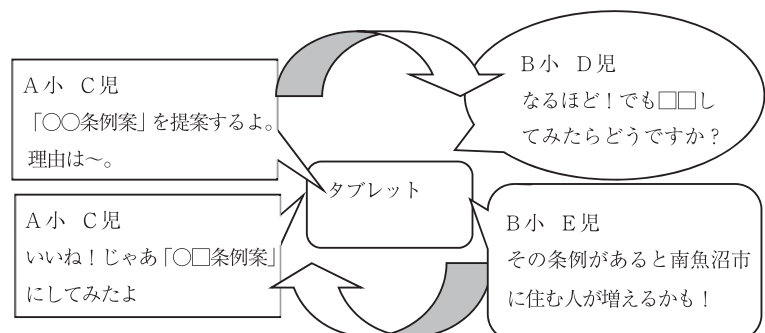 A小 C児
「○○条例案」を提案するよ。
理由は〜。
B小 D児
なるほど！でも□□し
てみたらどうですか？
タブレット
A小 C児
いいね！じゃあ「○□条例案」
にしてみたよ
B小 E児
その条例があると南魚沼市
に住む人が増えるかも！